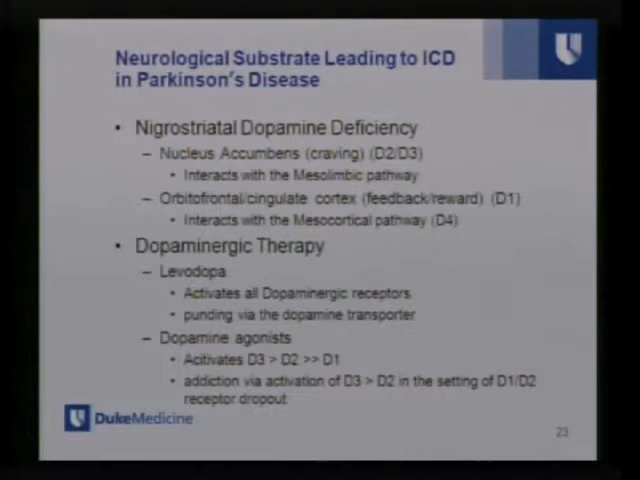 Neurological Substrate Leading to ICD
in Parkinson's Disease
• Nigrostriatal Dopamine Deficiency
– Nucleus Accumbens (craving) (D2/D3)
• Interacts with the Mesolimbic pathway
– Orbitofrontal/cingulate cortex (feedback/reward) (D1)
• Interacts with the Mesocortical pathway (D4)
• Dopaminergic Therapy
– Levodopa
• Activates all Dopaminergic receptors
• punding via the dopamine transporter
– Dopamine agonists
• Acitivates D3 > D2 >> D1
• addiction via activation of D3 > D2 in the setting of D1/D2
receptor dropout
DukeMedicine
23